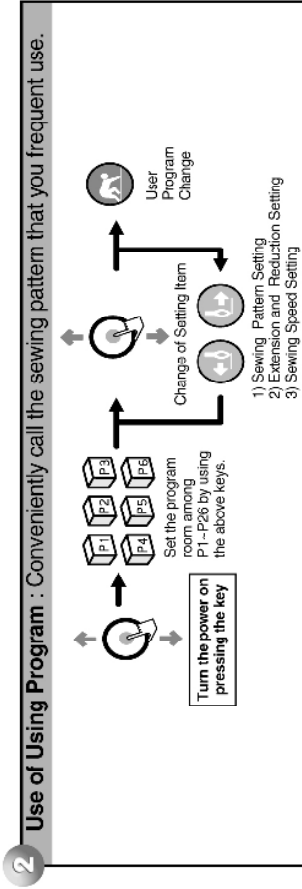 2
Use of Using Program : Conveniently call the sewing pattern that you frequent use.
Turn the power on
pressing the key
P1 P2 P3
P4 P5 P6
Set the program
room among
P1~P26 by using
the above keys.
Change of Setting Item
1) Sewing Pattern Setting
2) Extension and Reduction Setting
3) Sewing Speed Setting
User
Program
Change